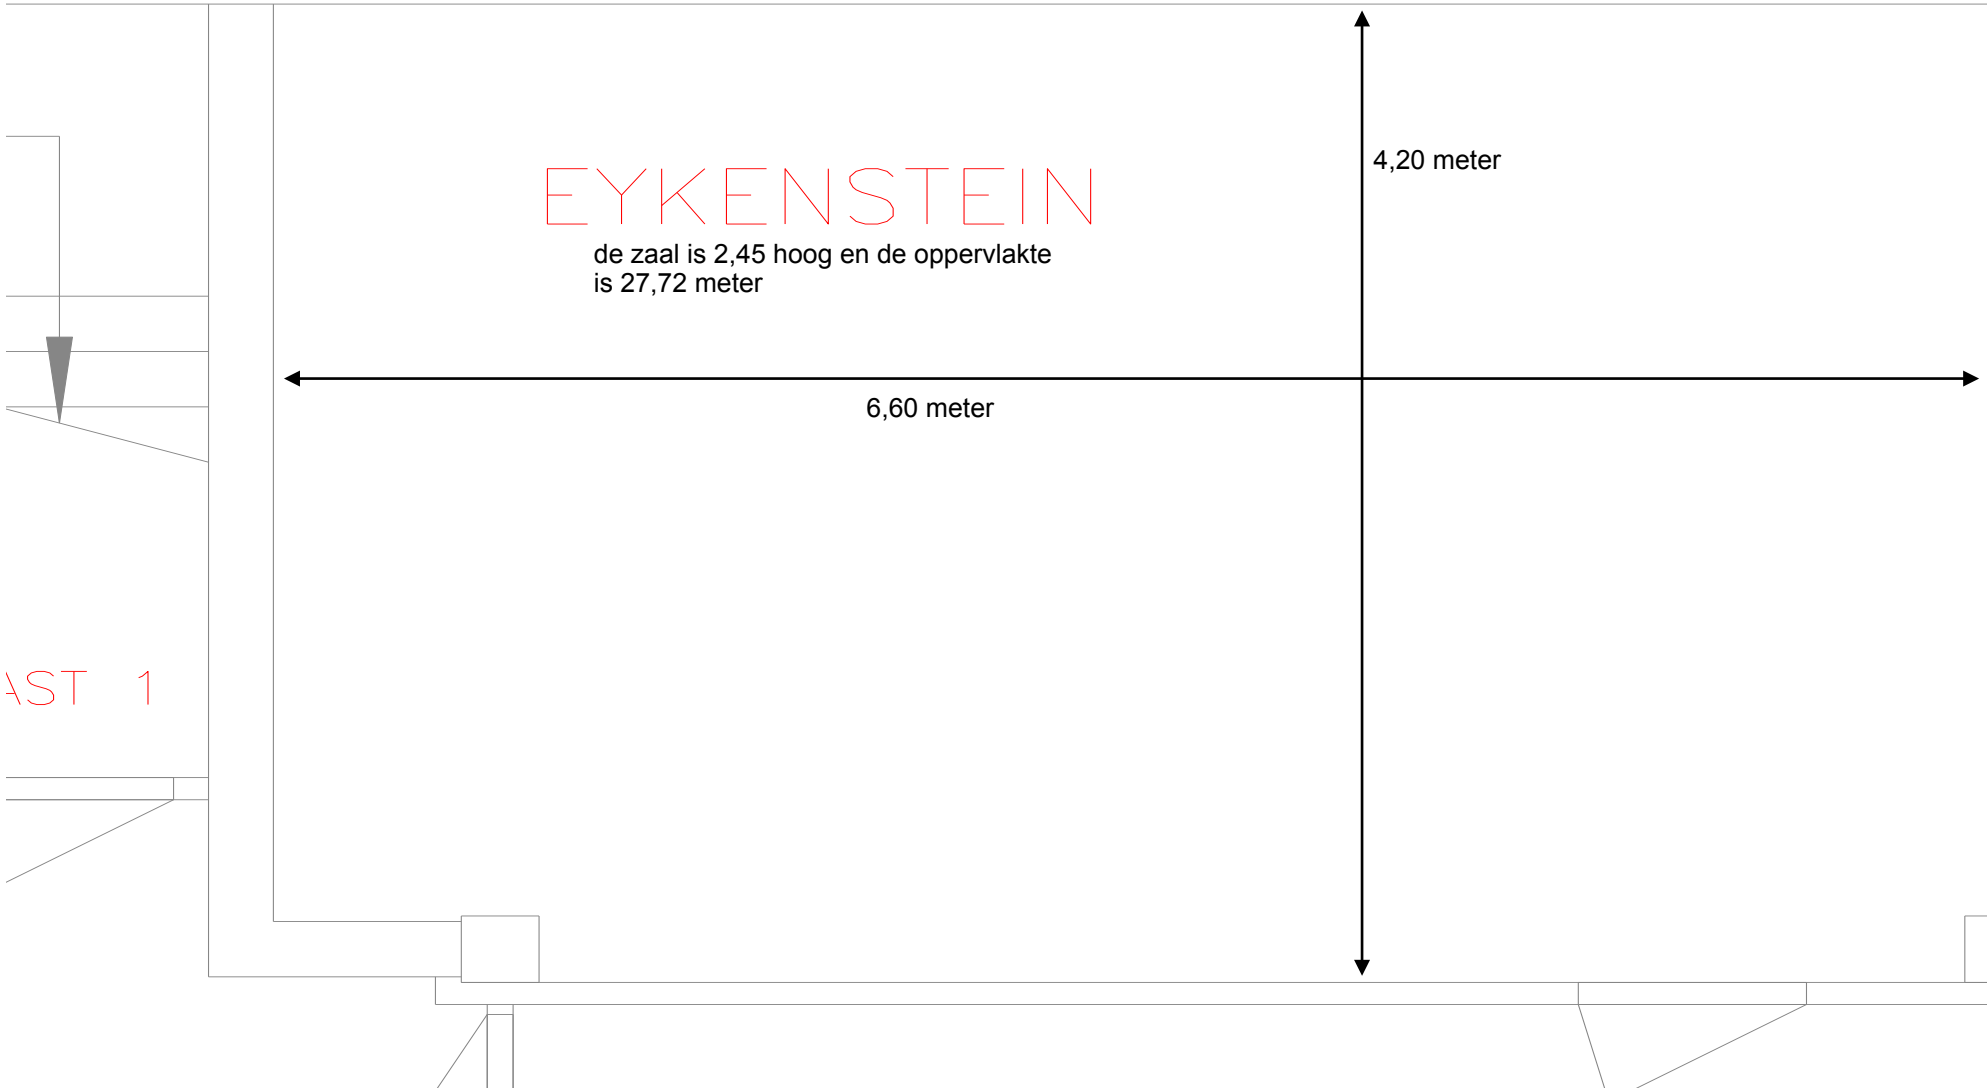 4,20 meter
EYKENSTEIN
de zaal is 2,45 hoog en de oppervlakte
is 27,72 meter
6,60 meter
AST 1